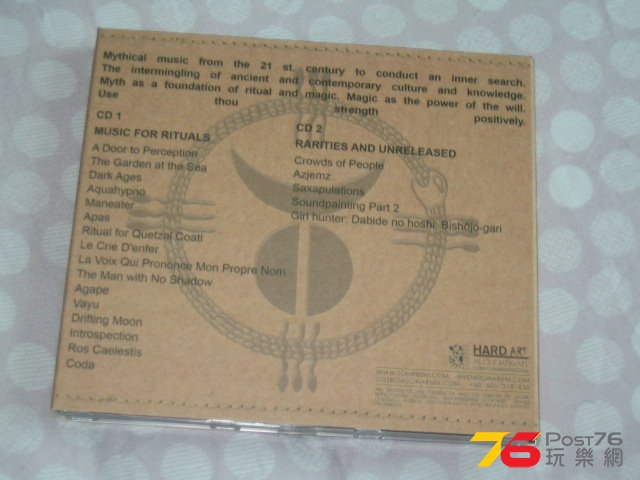 Mythical music from the 21 st. century to conduct an inner search.
The intermingling of ancient and contemporary culture and knowledge.
Myth as a foundation of ritual and magic. Magic as the power of the will.
Use thou strength positively.
CD 1
MUSIC FOR RITUALS
A Door to Perception
The Garden at the Sea
Dark Ages
Aquahypno
Maneater
Apas
Ritual for Quetzal Coatl
Le Crie D'enfer
La Voix Qui Prononce Mon Propre Nom
The Man with No Shadow
Agape
Vayu
Drifting Moon
Introspection
Ros Caelestis
Coda
CD 2
RARITIES AND UNRELEASED
Crowds of People
Azjemz
Saxapulations
Soundpainting Part 2
Girl hunter: Dabide no hoshi: Bishojo-gari
HARD ART
WWW.ZOHARUM.COM
76 Post76
玩樂網